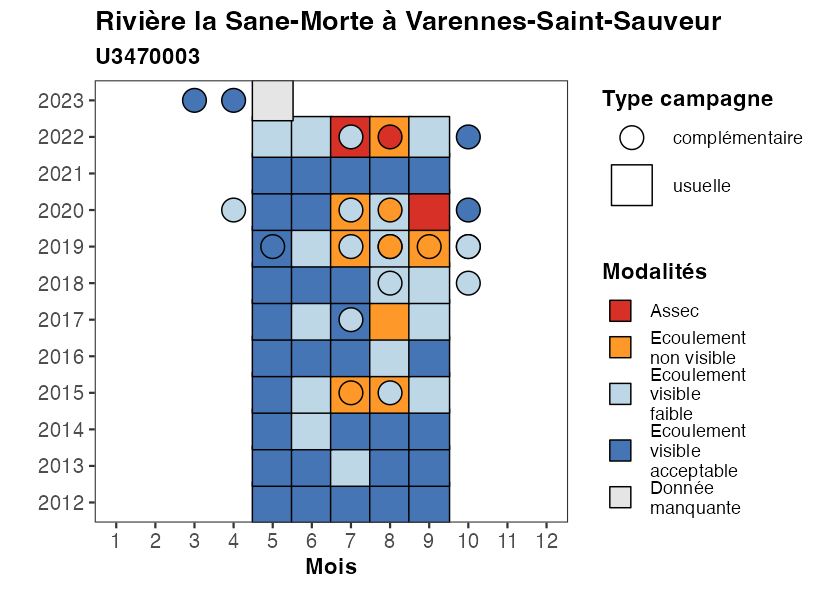 Rivière la Sane-Morte à Varennes-Saint-Sauveur
U3470003
2023
2022
2021
2020
2019
2018
2017
2016
2015
2014
2013
2012
1 2 3 4 5 6 7 8 9 10 11 12
Mois
Type campagne
complémentaire
usuelle
Modalités
Assec
Ecoulement
non visible
Ecoulement
visible
faible
Ecoulement
visible
acceptable
Donnée
manquante